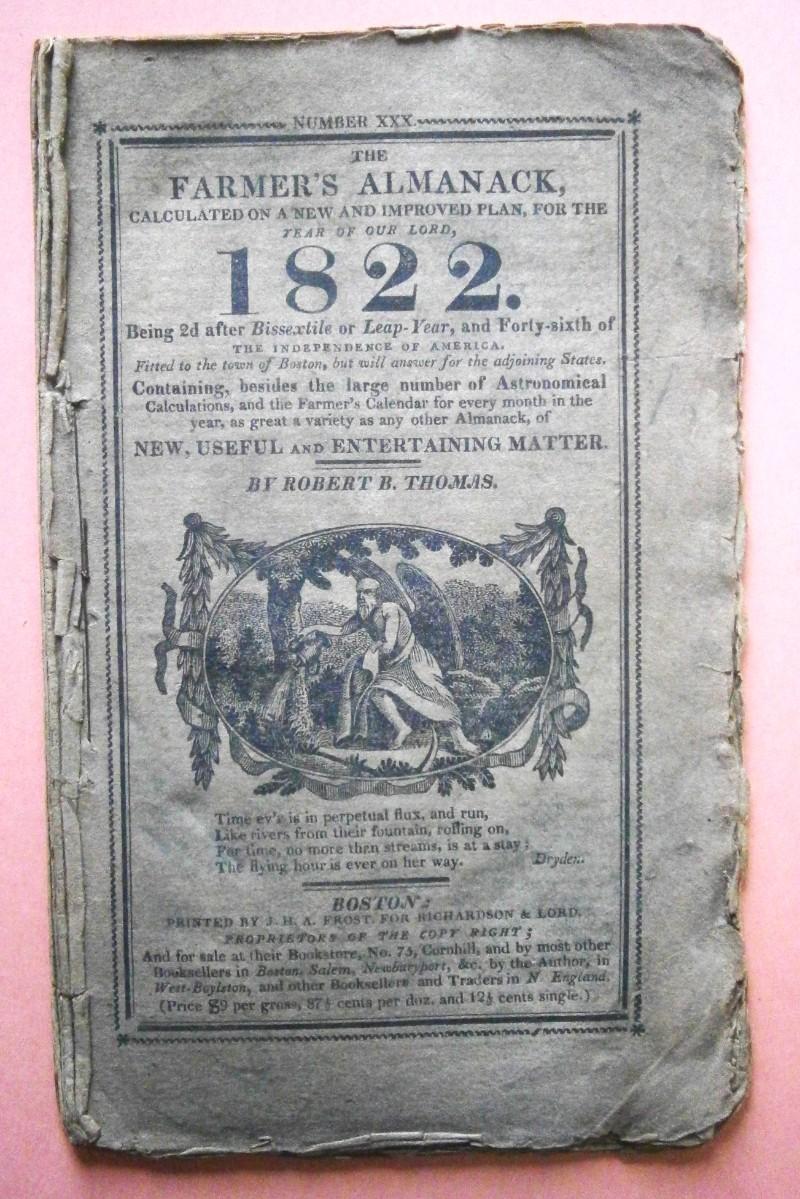 NUMBER XXX.
THE
FARMER'S ALMANACK,
CALCULATED ON A NEW AND IMPROVED PLAN, FOR THE
YEAR OF OUR LORD,
1822.
Being 2d after Bissextile or Leap-Year, and Forty-sixth of
THE INDEPENDENCE OF AMERICA.
Fitted to the town of Boston, but will answer for the adjoining States.
Containing, besides the large number of Astronomical
Calculations, and the Farmer's Calendar for every month in the
year, as great a variety as any other Almanack, of
NEW, USEFUL AND ENTERTAINING MATTER.
BY ROBERT B. THOMAS.
Time ev'r is in perpetual flux, and run,
Like rivers from their fountain, rolling on,
For time, no more than streams, is at a stay;
The flying hour is ever on her way. Dryden.
BOSTON:
PRINTED BY J. H. A. FROST, FOR RICHARDSON & LORD.
PROPRIETORS OF THE COPY RIGHT;
And for sale at their Bookstore, No. 75, Cornhill, and by most other
Booksellers in Boston, Salem, Newburyport, &c. by the Author, in
West-Boylston, and other Booksellers and Traders in N. England.
(Price $9 per gross, 87½ cents per doz. and 12½ cents single.)